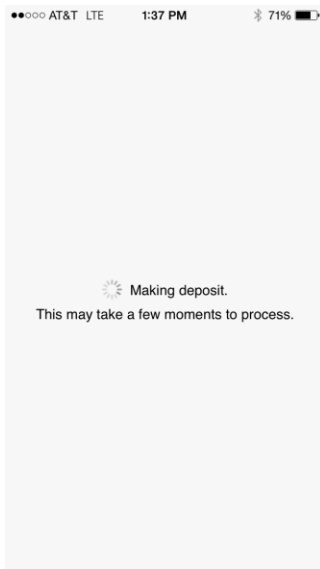 AT&T LTE 1:37 PM 71%
Making deposit.
This may take a few moments to process.